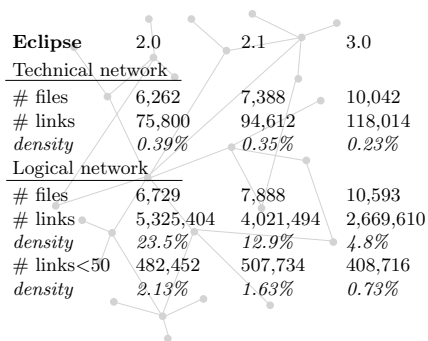 Eclipse 2.0 2.1 3.0
Technical network
# files 6,262 7,388 10,042
# links 75,800 94,612 118,014
density 0.39% 0.35% 0.23%
Logical network
# files 6,729 7,888 10,593
# links 5,325,404 4,021,494 2,669,610
density 23.5% 12.9% 4.8%
# links<50 482,452 507,734 408,716
density 2.13% 1.63% 0.73%